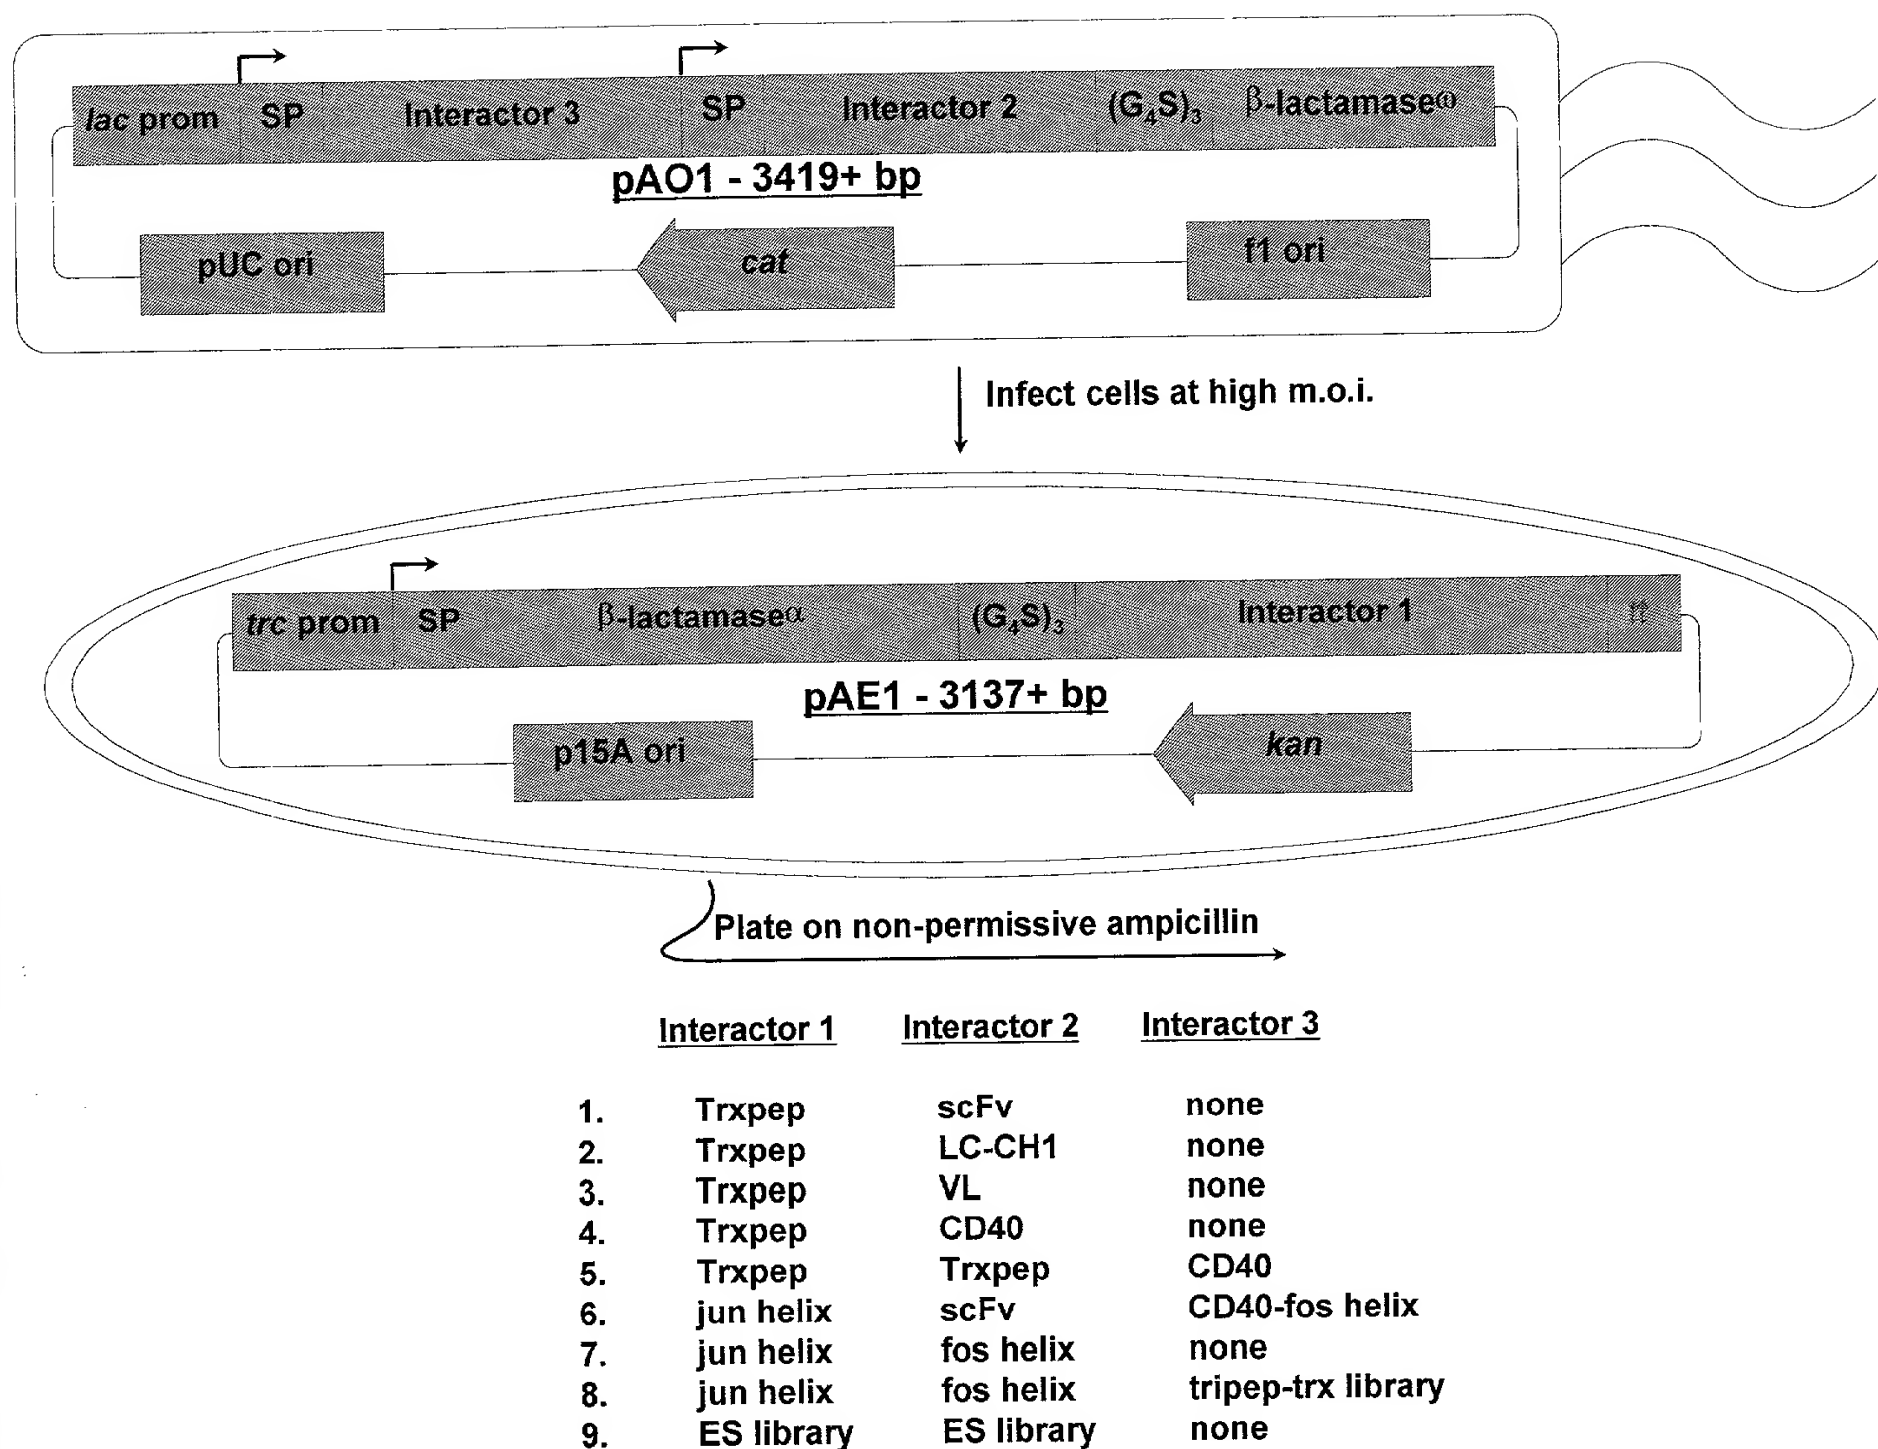 lac prom SP Interactor 3 SP Interactor 2 (G₄S)₃ β-lactamaseω
pAO1 - 3419+ bp
pUC ori cat f1 ori
Infect cells at high m.o.i.
trc prom SP β-lactamaseα (G₄S)₃ Interactor 1
pAE1 - 3137+ bp
p15A ori kan
Plate on non-permissive ampicillin
Interactor 1 Interactor 2 Interactor 3
1. Trxpep scFv none
2. Trxpep LC-CH1 none
3. Trxpep VL none
4. Trxpep CD40 none
5. Trxpep Trxpep CD40
6. jun helix scFv CD40-fos helix
7. jun helix fos helix none
8. jun helix fos helix tripep-trx library
9. ES library ES library none